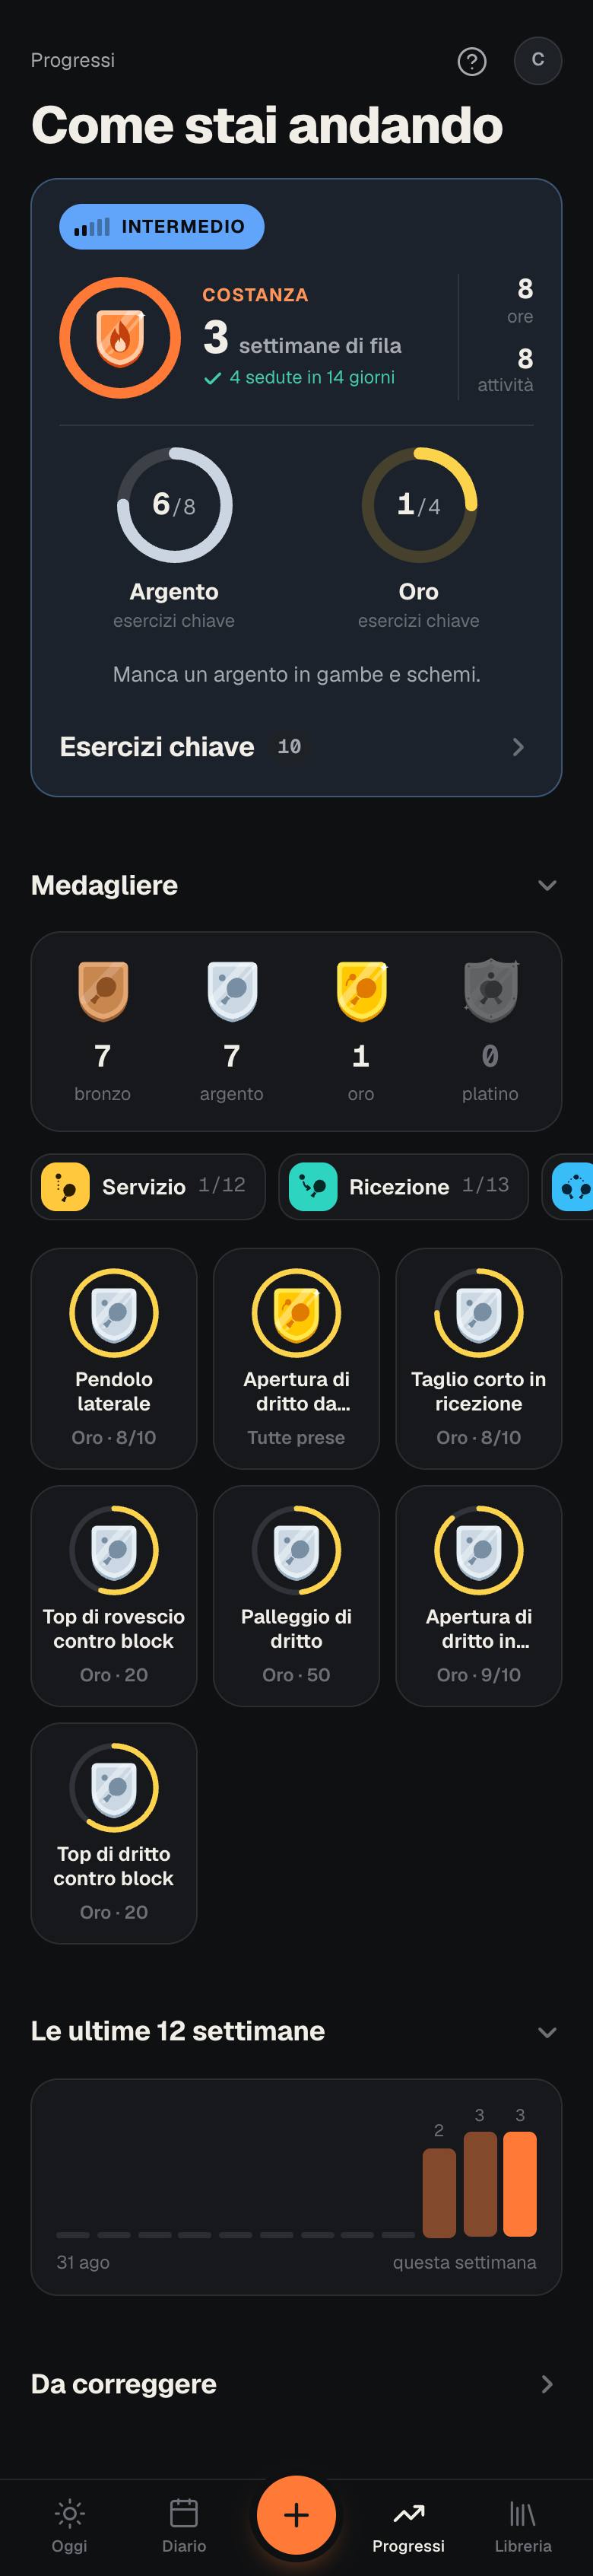 Progressi
C
Come stai andando
INTERMEDIO
COSTANZA
3 settimane di fila
4 sedute in 14 giorni
8
ore
8
attività
6/8
Argento
esercizi chiave
1/4
Oro
esercizi chiave
Manca un argento in gambe e schemi.
Esercizi chiave 10
Medagliere
7
bronzo
7
argento
1
oro
0
platino
Servizio 1/12
Ricezione 1/13
Pendolo
laterale
Oro · 8/10
Apertura di
dritto da...
Tutte prese
Taglio corto in
ricezione
Oro · 8/10
Top di rovescio
contro block
Oro · 20
Palleggio di
dritto
Oro · 50
Apertura di
dritto in...
Oro · 9/10
Top di dritto
contro block
Oro · 20
Le ultime 12 settimane
2
3
3
31 ago
questa settimana
Da correggere
Oggi
Diario
Progressi
Libreria